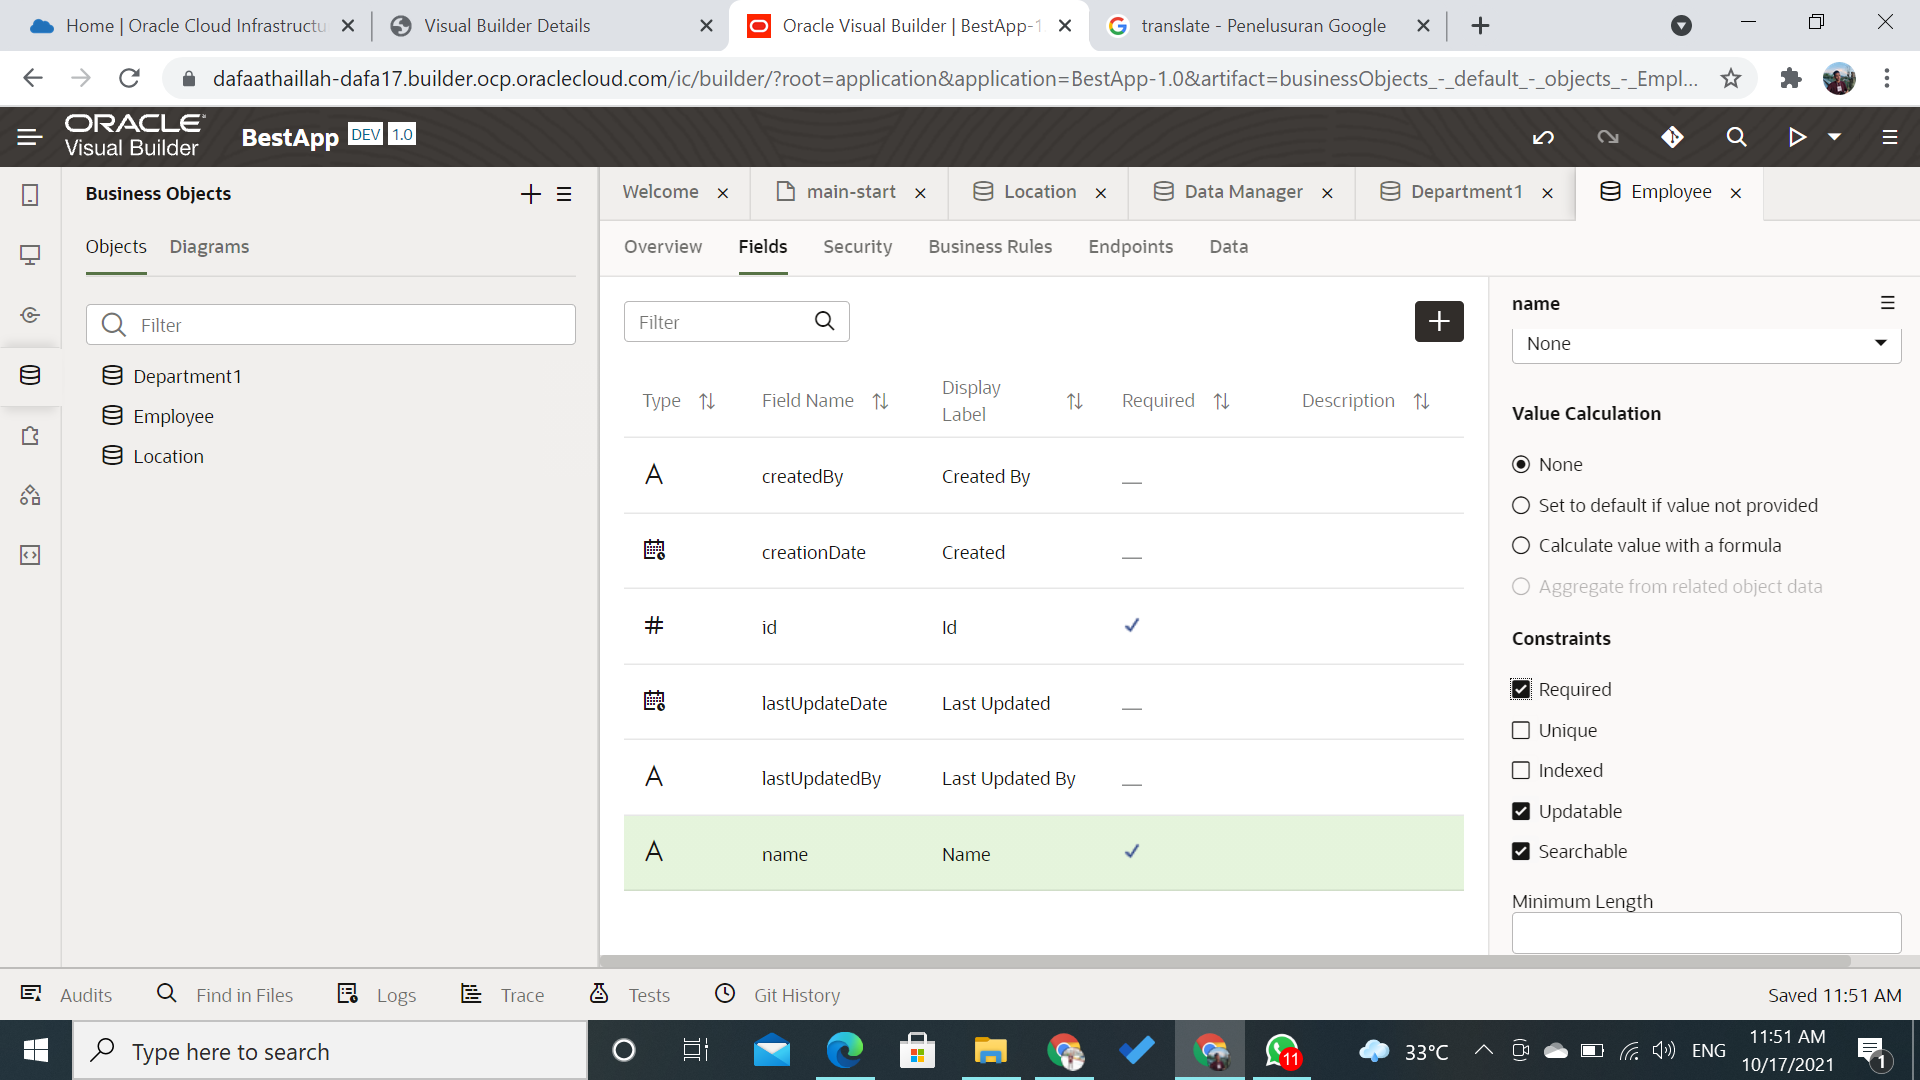 Home | Oracle Cloud Infrastructu
Visual Builder Details
Oracle Visual Builder | BestApp-1
translate - Penelusuran Google
dafaathaillah-dafa17.builder.ocp.oraclecloud.com/ic/builder/?root=application&application=BestApp-1.0&artifact=businessObjects_-_default_-_objects_-_Empl...
ORACLE
Visual Builder
BestApp DEV 1.0
Business Objects
Objects Diagrams
Filter
Department1
Employee
Location
Welcome
main-start
Location
Data Manager
Department1
Employee
Overview Fields Security Business Rules Endpoints Data
Filter
Type Field Name Display Label Required Description
A createdBy Created By
creationDate Created
# id Id
lastUpdateDate Last Updated
A lastUpdatedBy Last Updated By
A name Name
name
None
Value Calculation
None
Set to default if value not provided
Calculate value with a formula
Aggregate from related object data
Constraints
Required
Unique
Indexed
Updatable
Searchable
Minimum Length
Audits Find in Files Logs Trace Tests Git History
Saved 11:51 AM
Type here to search
11
33°C
ENG
11:51 AM
10/17/2021
1